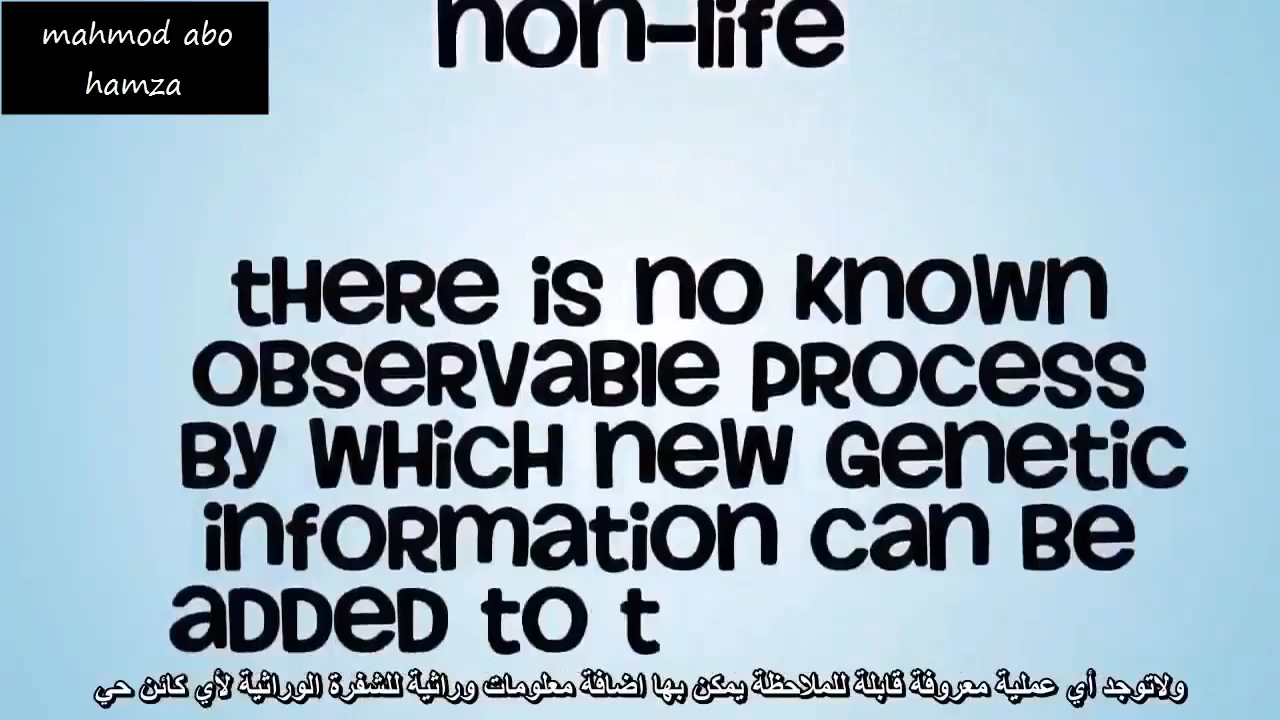 mahmod abo
hamza
non-life
there is no known
observable process
by which new genetic
information can be
added to t
ولاتوجد أي عملية معروفة قابلة للملاحظة يمكن بها اضافة معلومات وراثية للشفرة الوراثية لأي كائن حي